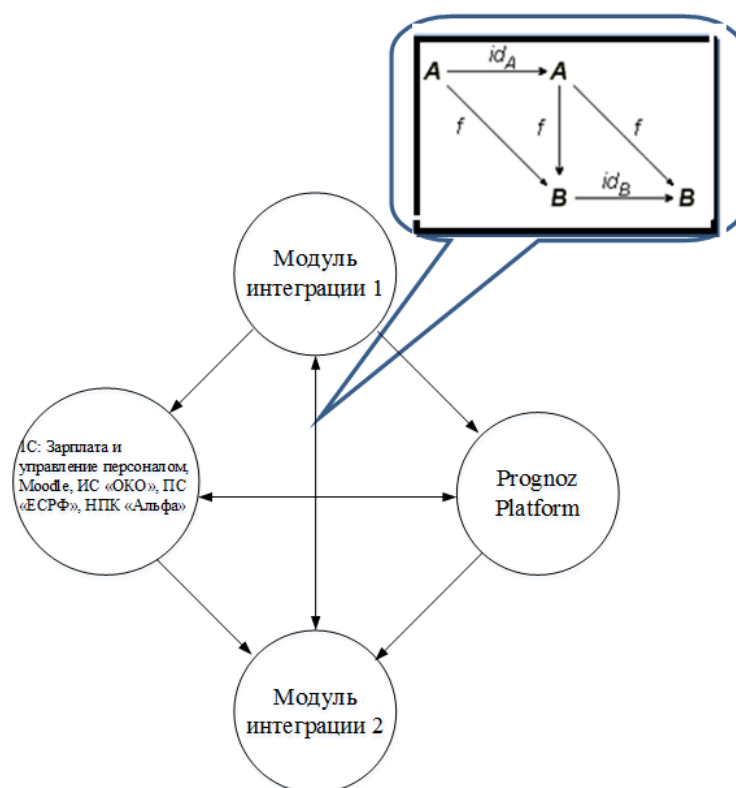 id_A
A A
f f f
id_B
B B
Модуль
интеграции 1
1С: Зарплата и
управление персоналом,
Moodle, ИС «ОКО», ПС
«ЕСРФ», НПК «Альфа»
Prognoz
Platform
Модуль
интеграции 2